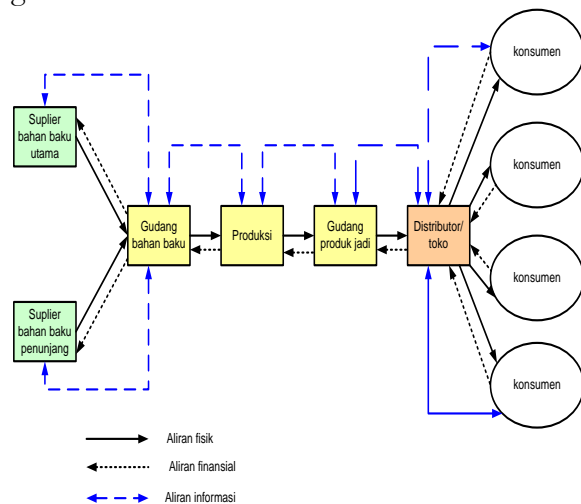 konsumen
Suplier
bahan baku
utama
konsumen
Gudang
bahan baku
Produksi
Gudang
produk jadi
Distributor/
toko
konsumen
Suplier
bahan baku
penunjang
konsumen
Aliran fisik
Aliran finansial
Aliran informasi